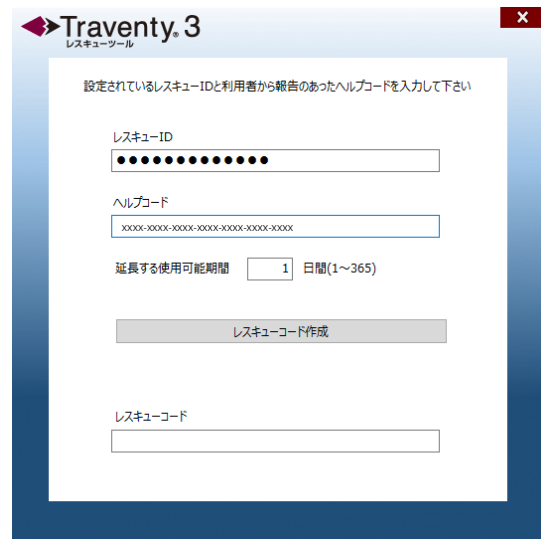 Traventy® 3
レスキューツール
設定されているレスキューIDと利用者から報告のあったヘルプコードを入力して下さい
レスキューID
●●●●●●●●●●●●●
ヘルプコード
xxxx-xxxx-xxxx-xxxx-xxxx-xxxx-xxxx
延長する使用可能期間 1 日間(1～365)
レスキューコード作成
レスキューコード